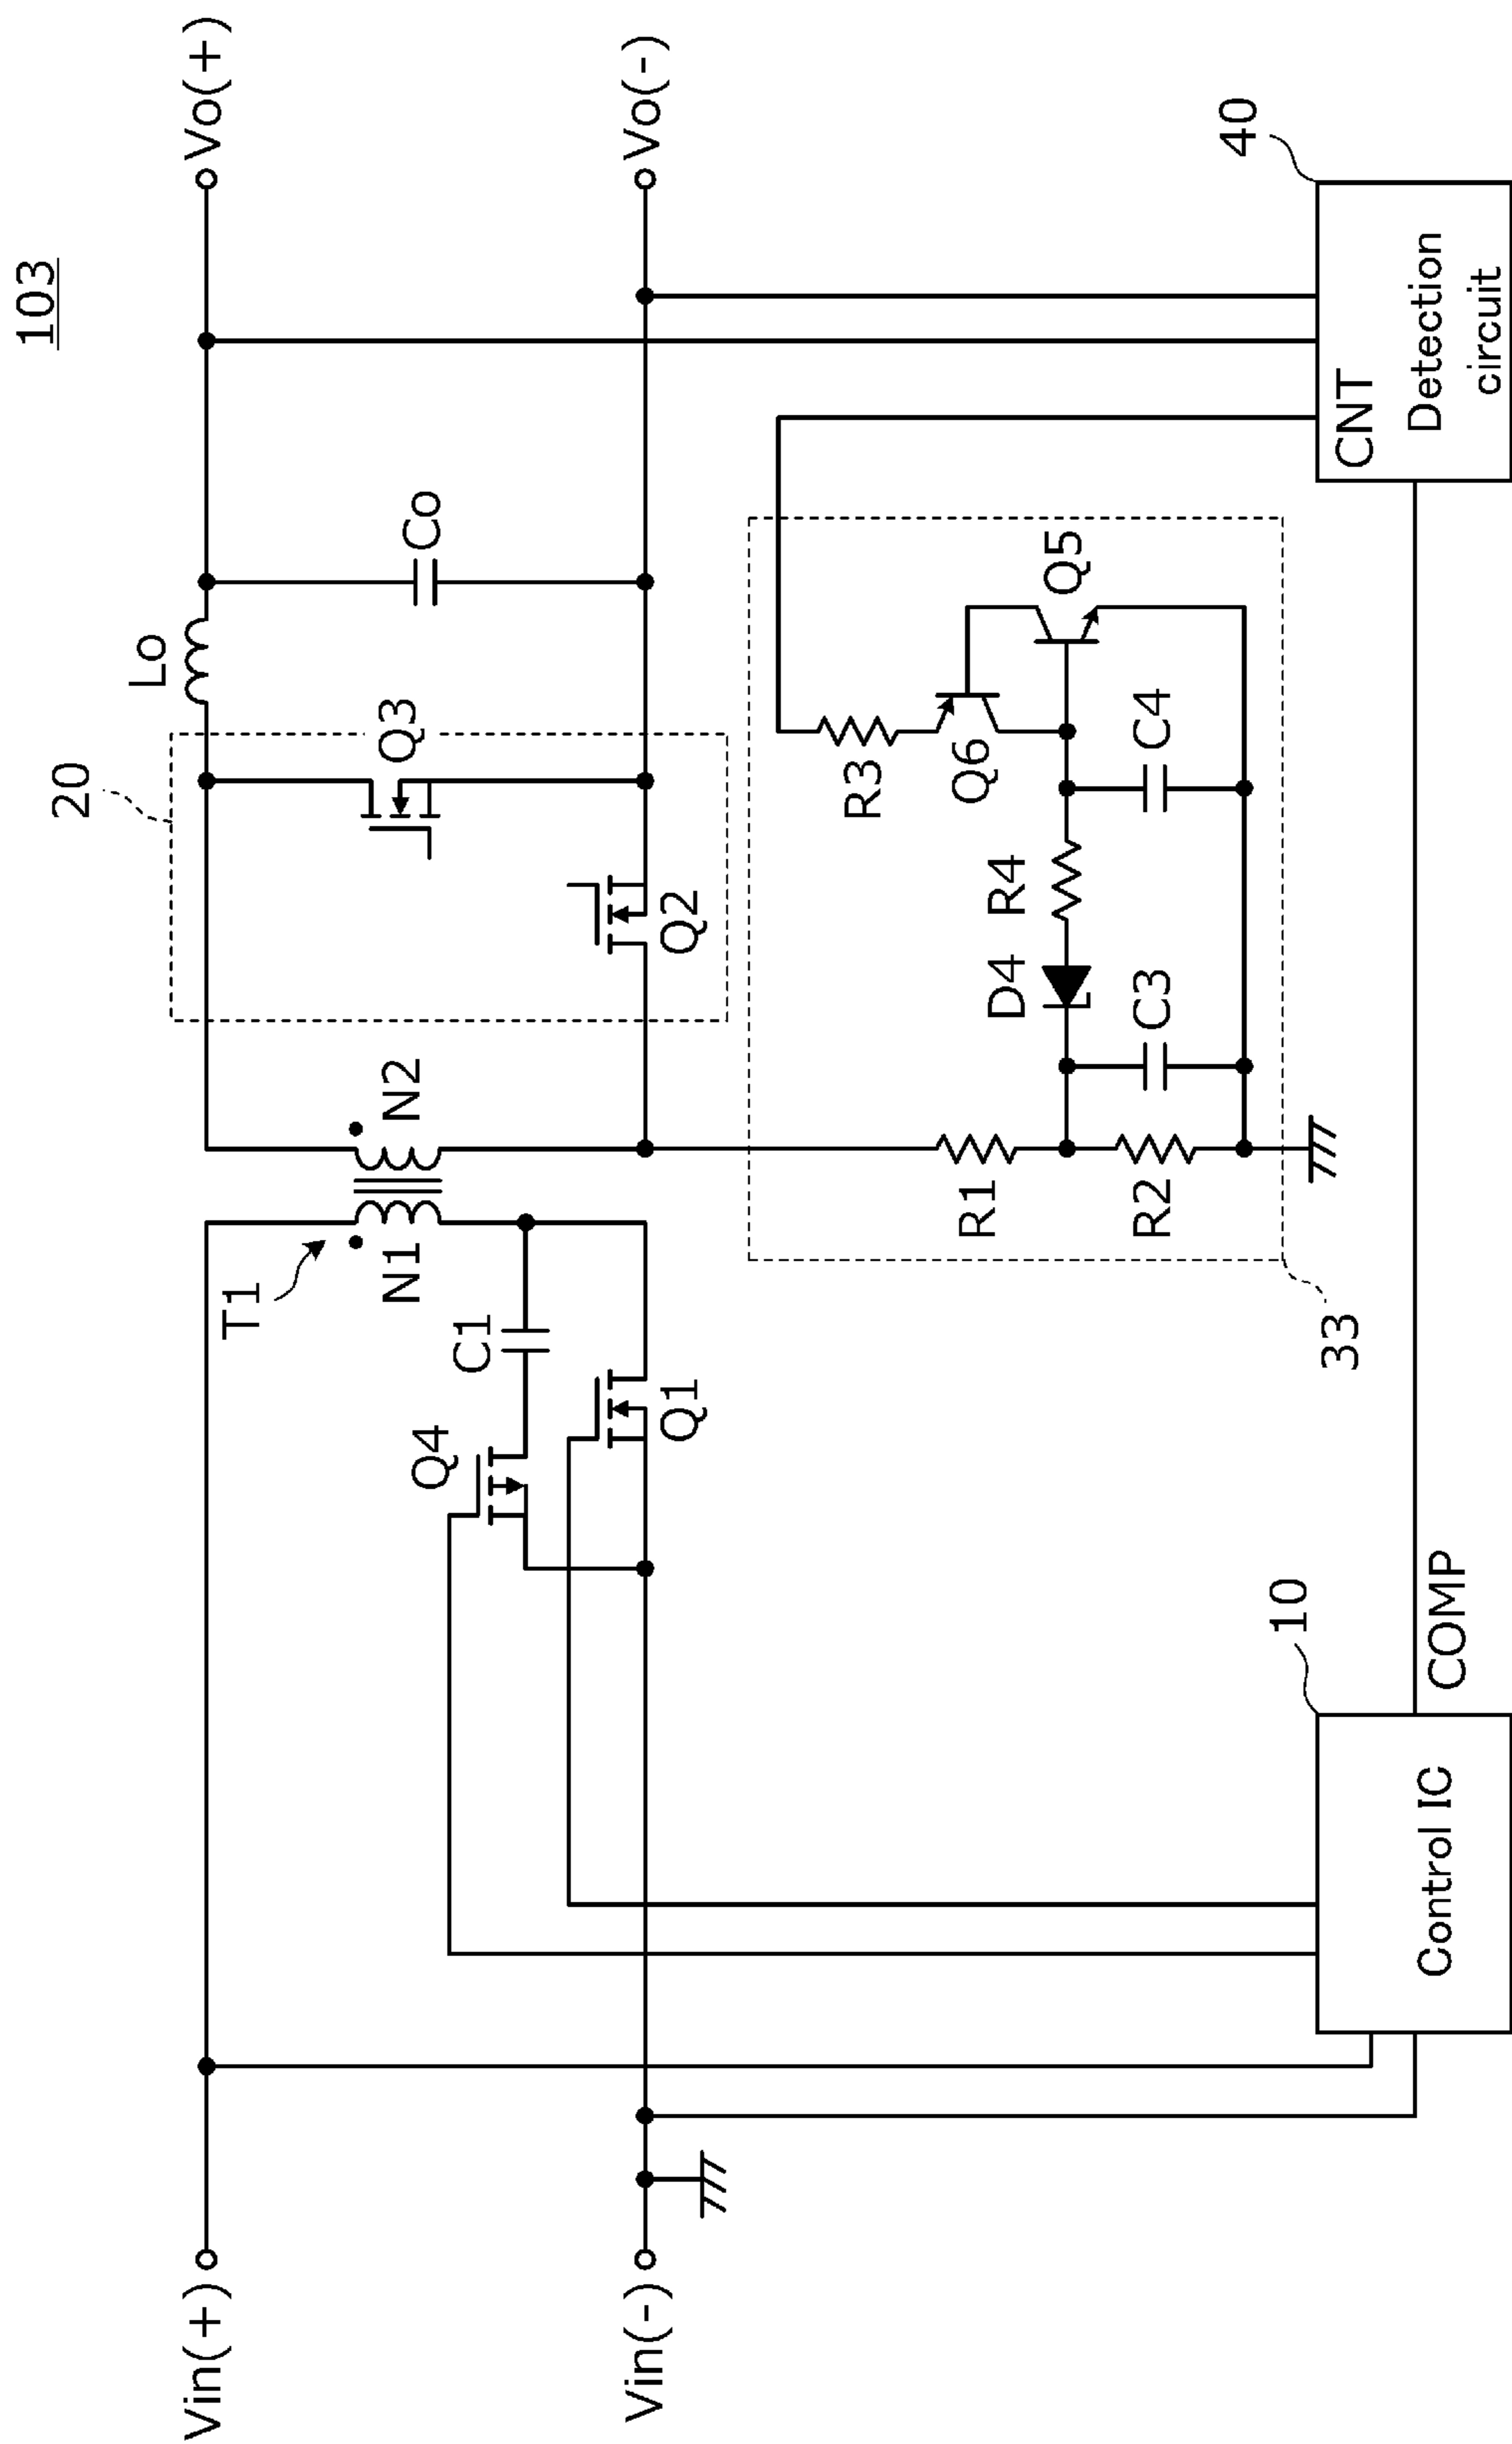 103
Vin(+)
Vin(-)
Vo(+)
Vo(-)
T1
N1
N2
20
Q3
Q2
Lo
Co
C1
Q4
Q1
R1
R2
R3
Q6
Q5
D4
R4
C3
C4
33
10
Control IC
COMP
40
CNT
Detection
circuit